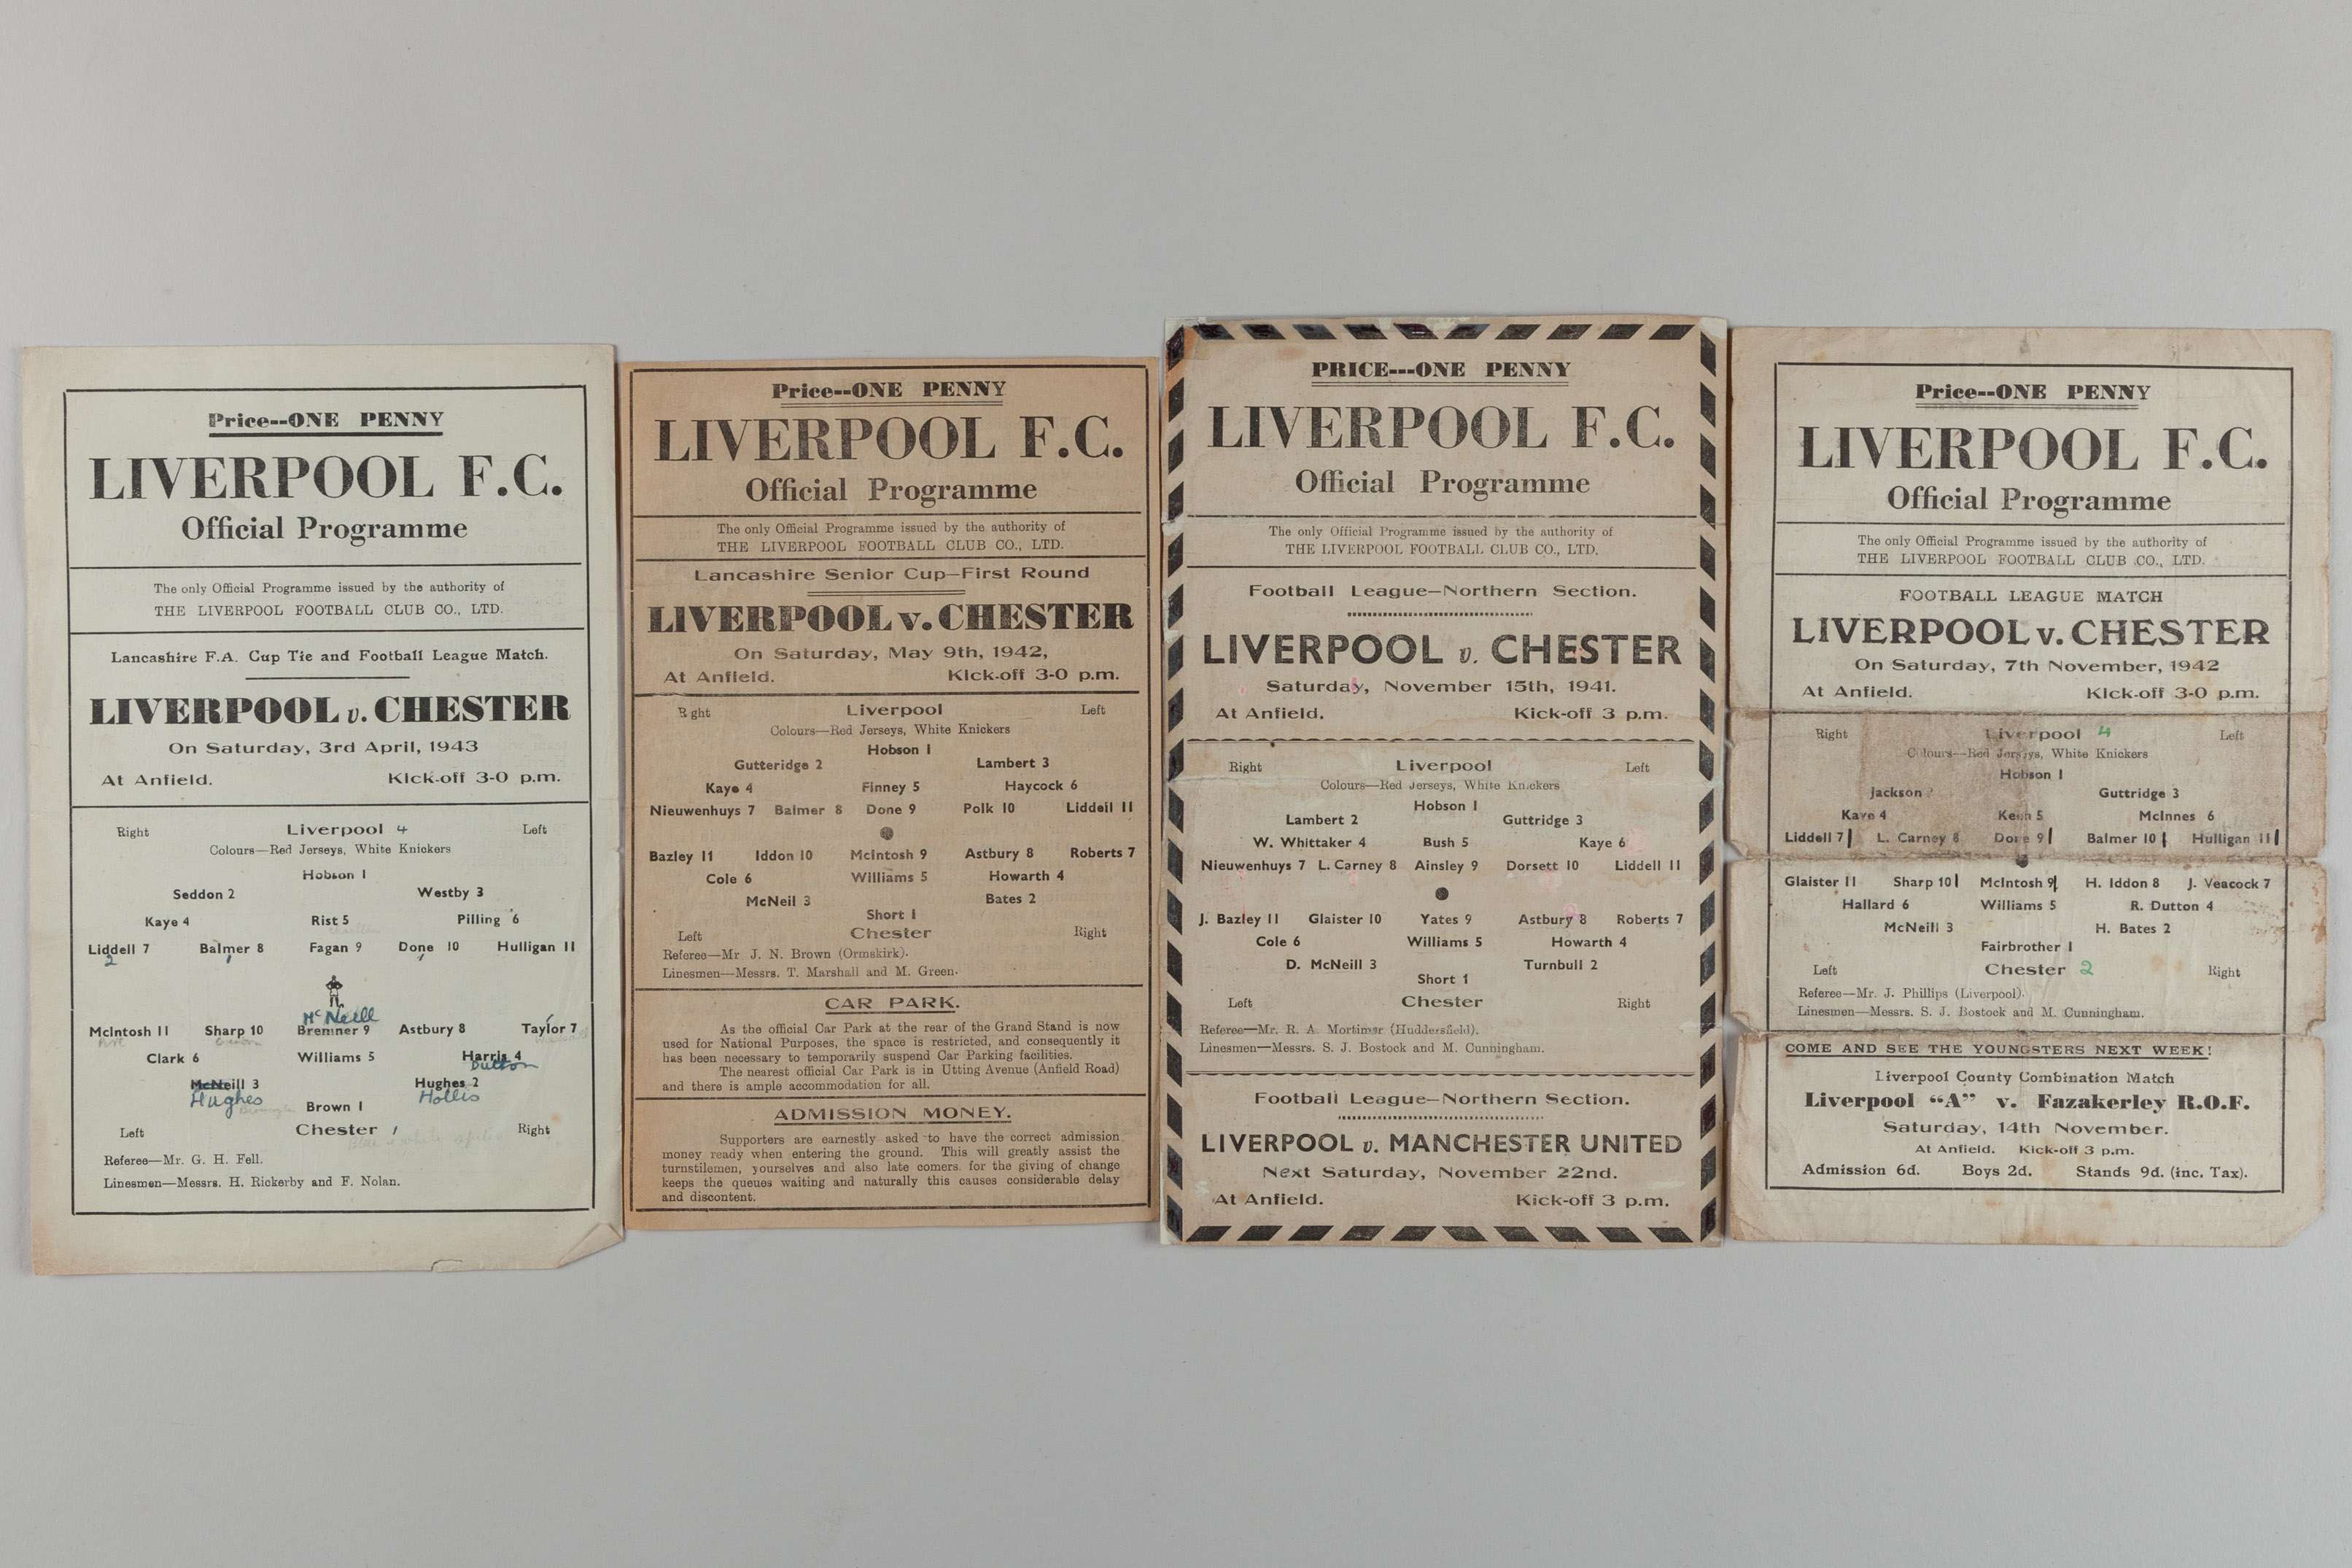 Price--ONE PENNY
LIVERPOOL F.C.
Official Programme
The only Official Programme issued by the authority of
THE LIVERPOOL FOOTBALL CLUB CO., LTD.
Lancashire F.A. Cup Tie and Football League Match.
LIVERPOOL v. CHESTER
On Saturday, 3rd April, 1943
At Anfield. Kick-off 3-0 p.m.
Right Liverpool 4 Left
Colours—Red Jerseys, White Knickers
Hobson 1
Seddon 2 Westby 3
Kaye 4 Rist 5 Pilling 6
Liddell 7 Balmer 8 Fagan 9 Done 10 Hulligan 11
2 1 1
McNeill
McIntosh 11 Sharp 10 Bremner 9 Astbury 8 Taylor 7
Clark 6 Williams 5 Harris 4
Dutton
McNeill 3 Hughes 2
Hughes Hollis
Brown 1
Left Chester 1 Right
Referee—Mr. G. H. Fell.
Linesmen—Messrs. H. Rickerby and F. Nolan.
Price--ONE PENNY
LIVERPOOL F.C.
Official Programme
The only Official Programme issued by the authority of
THE LIVERPOOL FOOTBALL CLUB CO., LTD.
Lancashire Senior Cup—First Round
LIVERPOOL v. CHESTER
On Saturday, May 9th, 1942,
At Anfield. Kick-off 3-0 p.m.
R ght Liverpool Left
Colours—Red Jerseys, White Knickers
Hobson 1
Gutteridge 2 Lambert 3
Kaye 4 Finney 5 Haycock 6
Nieuwenhuys 7 Balmer 8 Done 9 Polk 10 Liddell 11
Bazley 11 Iddon 10 McIntosh 9 Astbury 8 Roberts 7
Cole 6 Williams 5 Howarth 4
McNeil 3 Bates 2
Short 1
Left Chester Right
Referee—Mr J. N. Brown (Ormskirk).
Linesmen—Messrs. T. Marshall and M. Green.
CAR PARK.
As the official Car Park at the rear of the Grand Stand is now
used for National Purposes, the space is restricted, and consequently it
has been necessary to temporarily suspend Car Parking facilities.
The nearest official Car Park is in Utting Avenue (Anfield Road)
and there is ample accommodation for all.
ADMISSION MONEY.
Supporters are earnestly asked to have the correct admission
money ready when entering the ground. This will greatly assist the
turnstilemen, yourselves and also late comers. for the giving of change
keeps the queues waiting and naturally this causes considerable delay
and discontent.
PRICE---ONE PENNY
LIVERPOOL F.C.
Official Programme
The only Official Programme issued by the authority of
THE LIVERPOOL FOOTBALL CLUB CO., LTD.
Football League—Northern Section.
LIVERPOOL v. CHESTER
Saturday, November 15th, 1941.
At Anfield. Kick-off 3 p.m.
Right Liverpool Left
Colours—Red Jerseys, White Knickers
Hobson 1
Lambert 2 Guttridge 3
W. Whittaker 4 Bush 5 Kaye 6
Nieuwenhuys 7 L. Carney 8 Ainsley 9 Dorsett 10 Liddell 11
J. Bazley 11 Glaister 10 Yates 9 Astbury 8 Roberts 7
Cole 6 Williams 5 Howarth 4
D. McNeill 3 Turnbull 2
Short 1
Left Chester Right
Referee—Mr. R. A. Mortimer (Huddersfield).
Linesmen—Messrs. S. J. Bostock and M. Cunningham.
Football League—Northern Section.
LIVERPOOL v. MANCHESTER UNITED
Next Saturday, November 22nd.
At Anfield. Kick-off 3 p.m.
Price--ONE PENNY
LIVERPOOL F.C.
Official Programme
The only Official Programme issued by the authority of
THE LIVERPOOL FOOTBALL CLUB CO., LTD.
FOOTBALL LEAGUE MATCH
LIVERPOOL v. CHESTER
On Saturday, 7th November, 1942
At Anfield. Kick-off 3-0 p.m.
Right Liverpool 4 Left
Colours—Red Jerseys, White Knickers
Hobson 1
Jackson 2 Guttridge 3
Kaye 4 Keith 5 McInnes 6
Liddell 7 L. Carney 8 Done 9 Balmer 10 Hulligan 11
Glaister 11 Sharp 10 McIntosh 9 H. Iddon 8 J. Veacock 7
Hallard 6 Williams 5 R. Dutton 4
McNeill 3 H. Bates 2
Fairbrother 1
Left Chester 2 Right
Referee—Mr. J. Phillips (Liverpool).
Linesmen—Messrs. S. J. Bostock and M. Cunningham.
COME AND SEE THE YOUNGSTERS NEXT WEEK!
Liverpool County Combination Match
Liverpool "A" v. Fazakerley R.O.F.
Saturday, 14th November.
At Anfield. Kick-off 3 p.m.
Admission 6d. Boys 2d. Stands 9d. (inc. Tax).